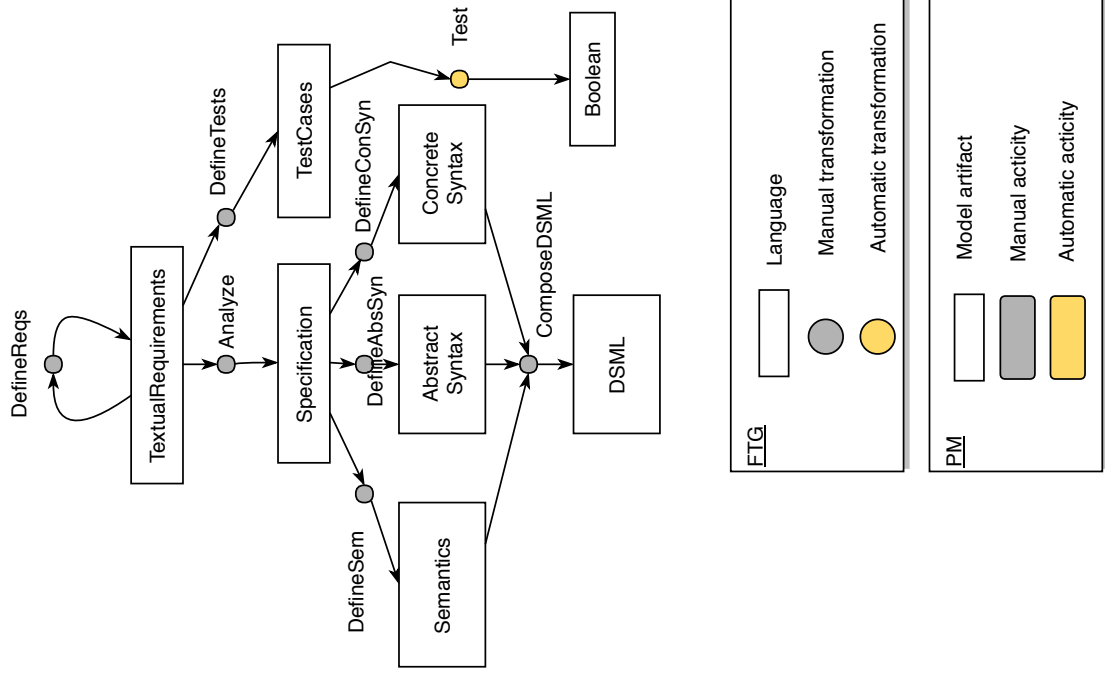 DefineReqs
TextualRequirements
DefineTests
Analyze
TestCases
Test
Boolean
Specification
DefineConSyn
DefineAbsSyn
DefineSem
Concrete
Syntax
Abstract
Syntax
Semantics
ComposeDSML
DSML
FTG
Language
Manual transformation
Automatic transformation
PM
Model artifact
Manual acticity
Automatic acticity